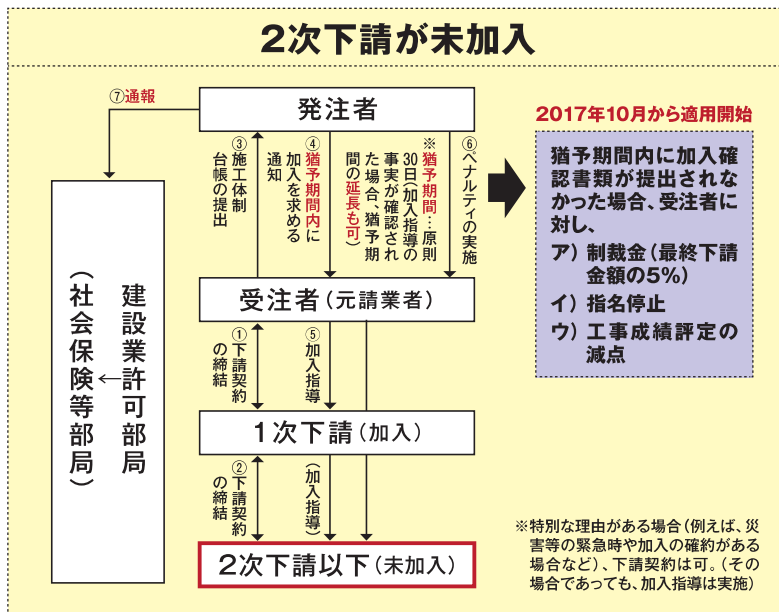 2次下請が未加入
⑦通報
発注者
③施工体制
台帳の提出
④猶予期間内に
加入を求める
通知
※猶予期間…原則
30日(加入指導の
事実が確認され
た場合、猶予期
間の延長も可)
⑥ペナルティの実施
2017年10月から適用開始
猶予期間内に加入確
認書類が提出されな
かった場合、受注者に
対し、
ア)制裁金(最終下請
金額の5%)
イ)指名停止
ウ)工事成績評定の
減点
建設業許可部局
↓
(社会保険等部局)
受注者(元請業者)
①下請契約
の締結
⑤加入指導
1次下請(加入)
②下請契約
の締結
(加入指導)
2次下請以下(未加入)
※特別な理由がある場合(例えば、災
害等の緊急時や加入の確約がある
場合など)、下請契約は可。(その
場合であっても、加入指導は実施)